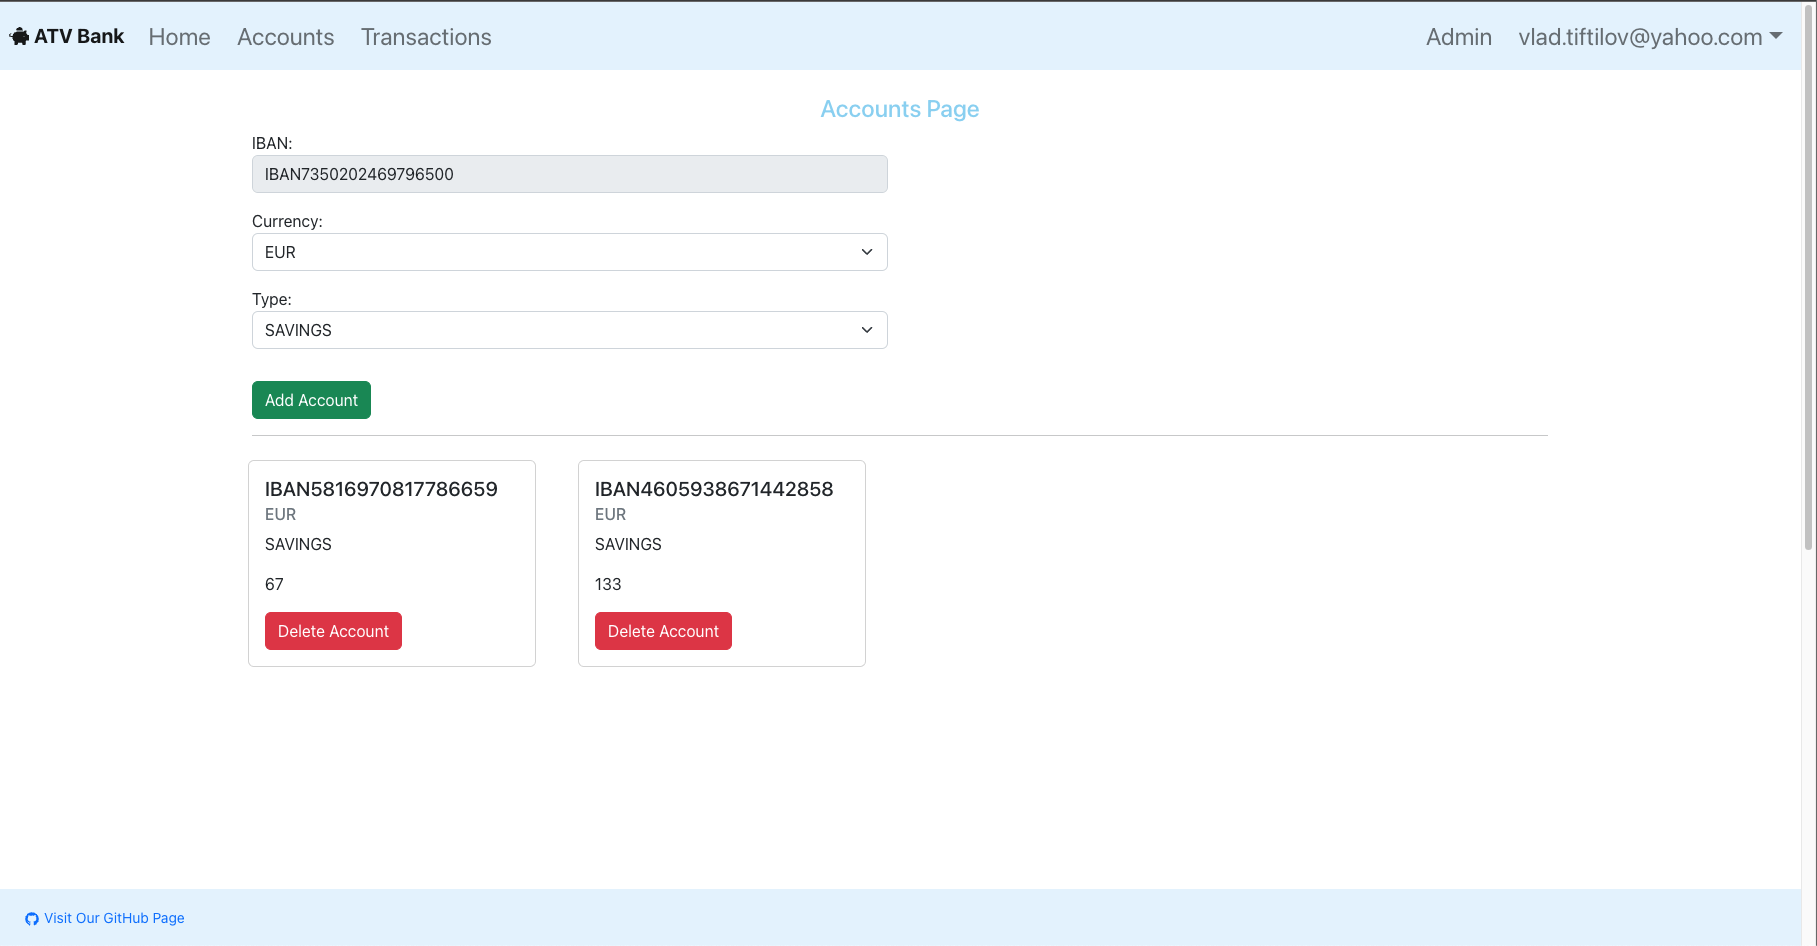 ATV Bank Home Accounts Transactions Admin vlad.tiftilov@yahoo.com
Accounts Page
IBAN:
IBAN7350202469796500
Currency:
EUR
Type:
SAVINGS
Add Account
IBAN5816970817786659
EUR
SAVINGS
67
Delete Account
IBAN4605938671442858
EUR
SAVINGS
133
Delete Account
Visit Our GitHub Page